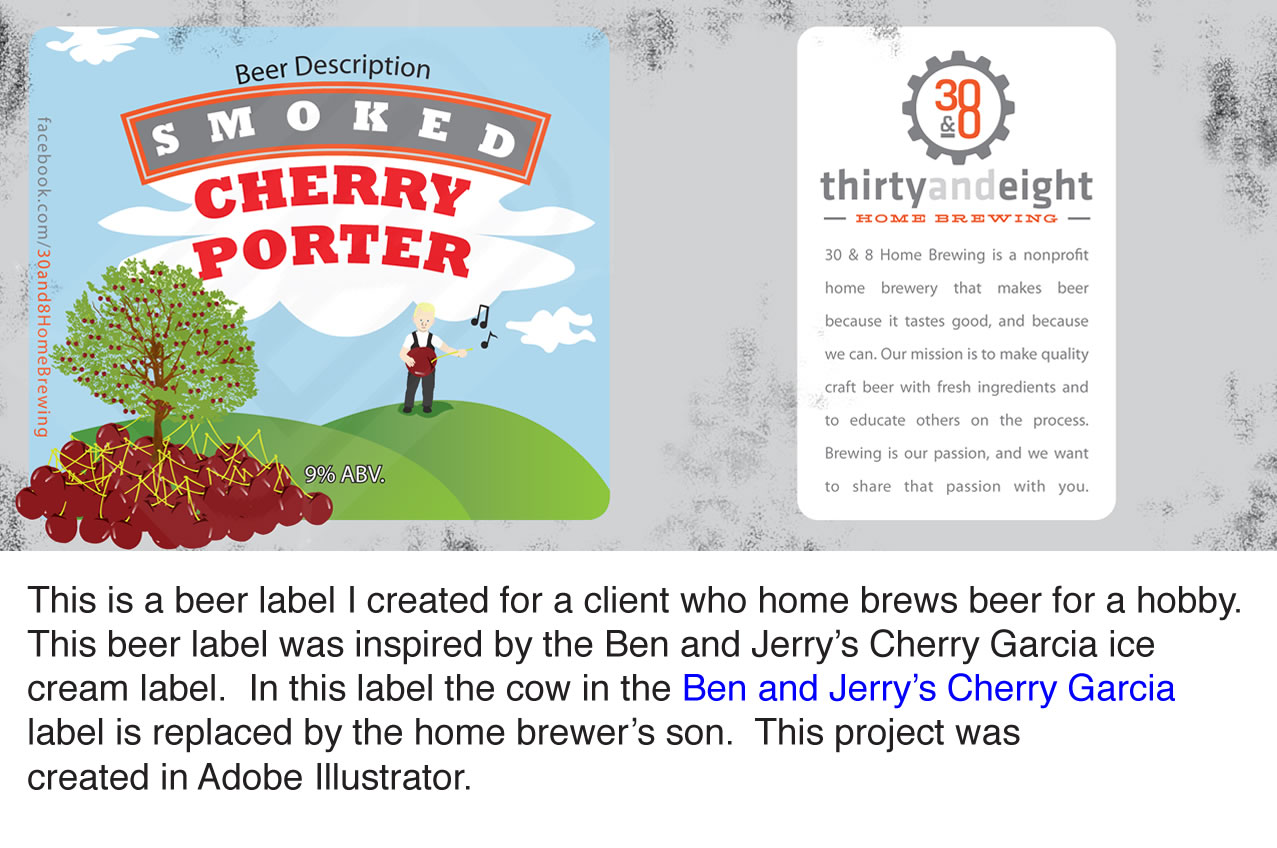 Beer Description
SMOKED
CHERRY
PORTER
facebook.com/30and8HomeBrewing
9% ABV.
30
&8
thirtyandeight
HOME BREWING
30 & 8 Home Brewing is a nonprofit
home brewery that makes beer
because it tastes good, and because
we can. Our mission is to make quality
craft beer with fresh ingredients and
to educate others on the process.
Brewing is our passion, and we want
to share that passion with you.
This is a beer label I created for a client who home brews beer for a hobby.
This beer label was inspired by the Ben and Jerry’s Cherry Garcia ice
cream label.  In this label the cow in the Ben and Jerry’s Cherry Garcia
label is replaced by the home brewer’s son.  This project was
created in Adobe Illustrator.